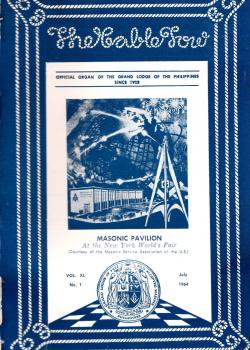 The Cable Tow
OFFICIAL ORGAN OF THE GRAND LODGE OF THE PHILIPPINES
SINCE 1923
MASONIC PAVILION
At the New York World's Fair
(Courtesy of the Masonic Service Association of the U.S.)
VOL. XL
No. 1
July
1964